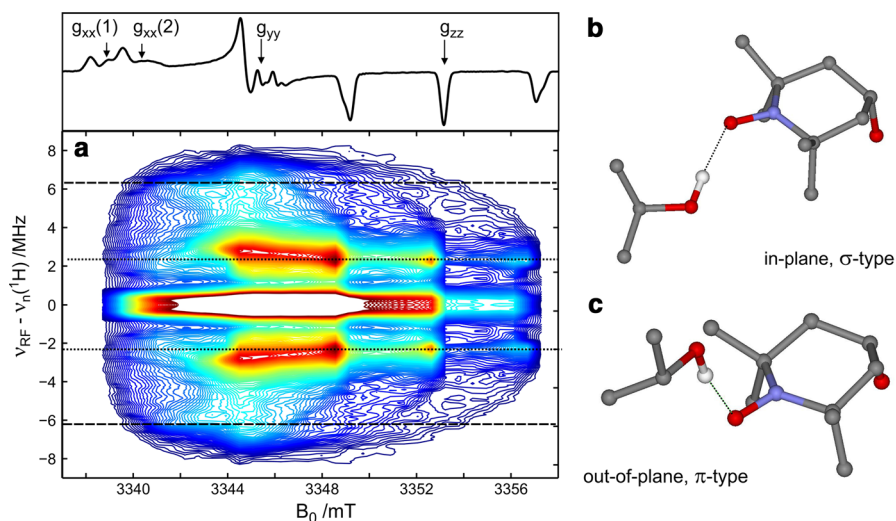 gxx(1)
gxx(2)
gyy
gzz
a
8
6
4
2
0
-2
-4
-6
-8
νRF - νn(¹H) /MHz
3340
3344
3348
3352
3356
B₀ /mT
b
in-plane, σ-type
c
out-of-plane, π-type